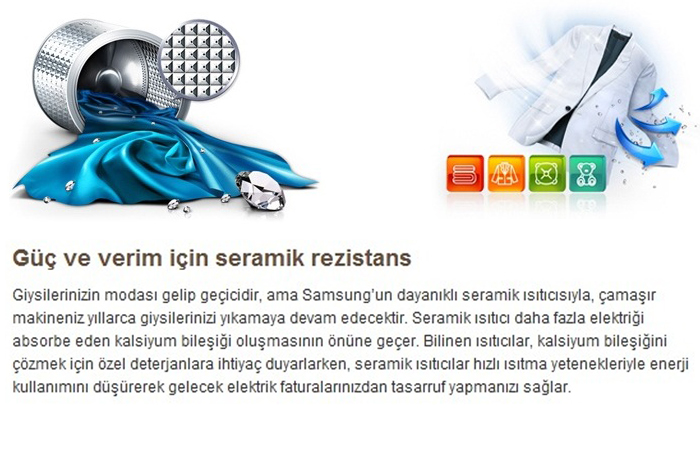 Güç ve verim için seramik rezistans
Giysilerinizin modası gelip geçicidir, ama Samsung'un dayanıklı seramik ısıtıcısıyla, çamaşır
makineniz yıllarca giysilerinizi yıkamaya devam edecektir. Seramik ısıtıcı daha fazla elektriği
absorbe eden kalsiyum bileşiği oluşmasının önüne geçer. Bilinen ısıtıcılar, kalsiyum bileşiğini
çözmek için özel deterjanlara ihtiyaç duyarlarken, seramik ısıtıcılar hızlı ısıtma yetenekleriyle enerji
kullanımını düşürerek gelecek elektrik faturalarınızdan tasarruf yapmanızı sağlar.